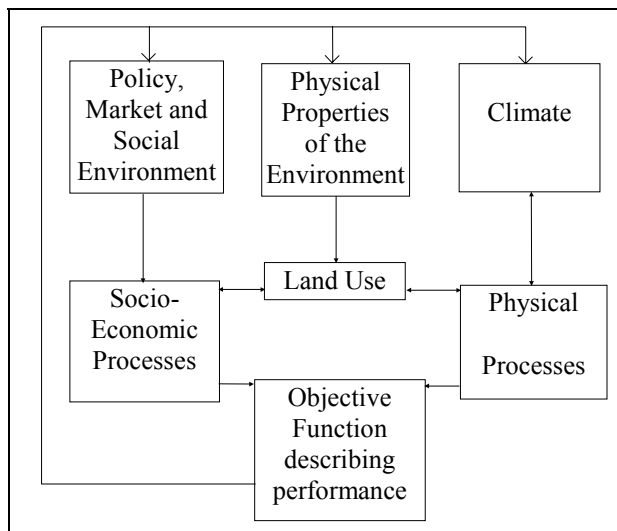 Policy,
Market and
Social
Environment
Physical
Properties
of the
Environment
Climate
Land Use
Socio-
Economic
Processes
Physical
Processes
Objective
Function
describing
performance